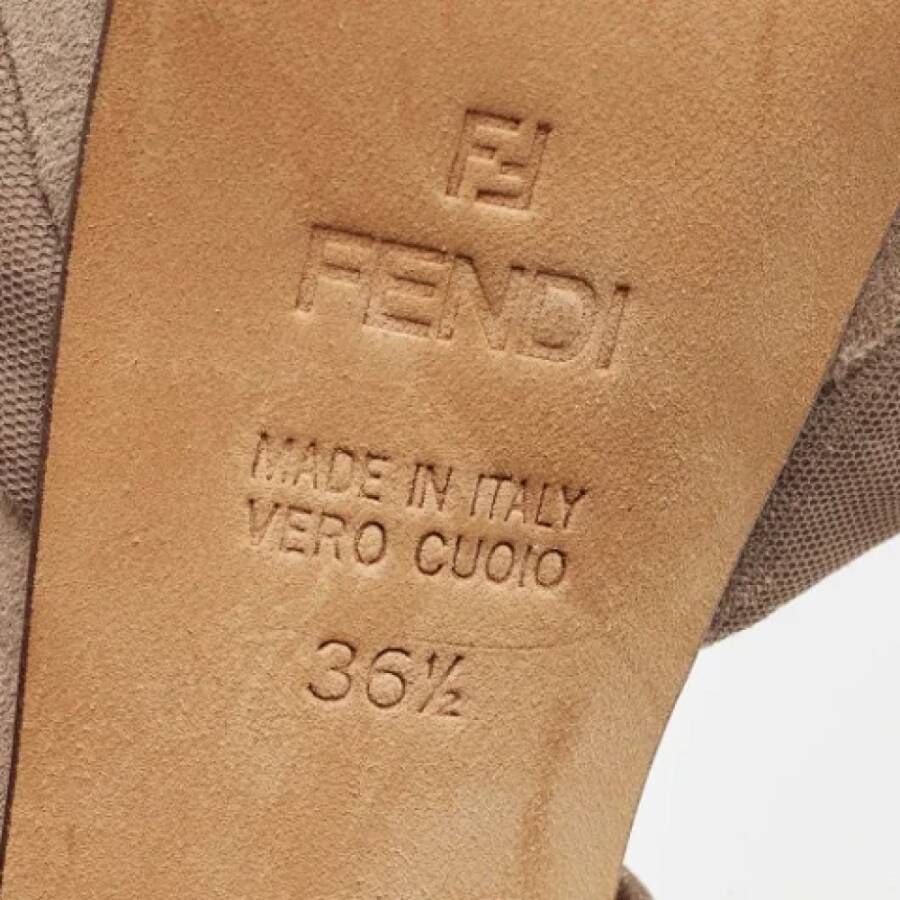 FF
FENDI
MADE IN ITALY
VERO CUOIO
36½